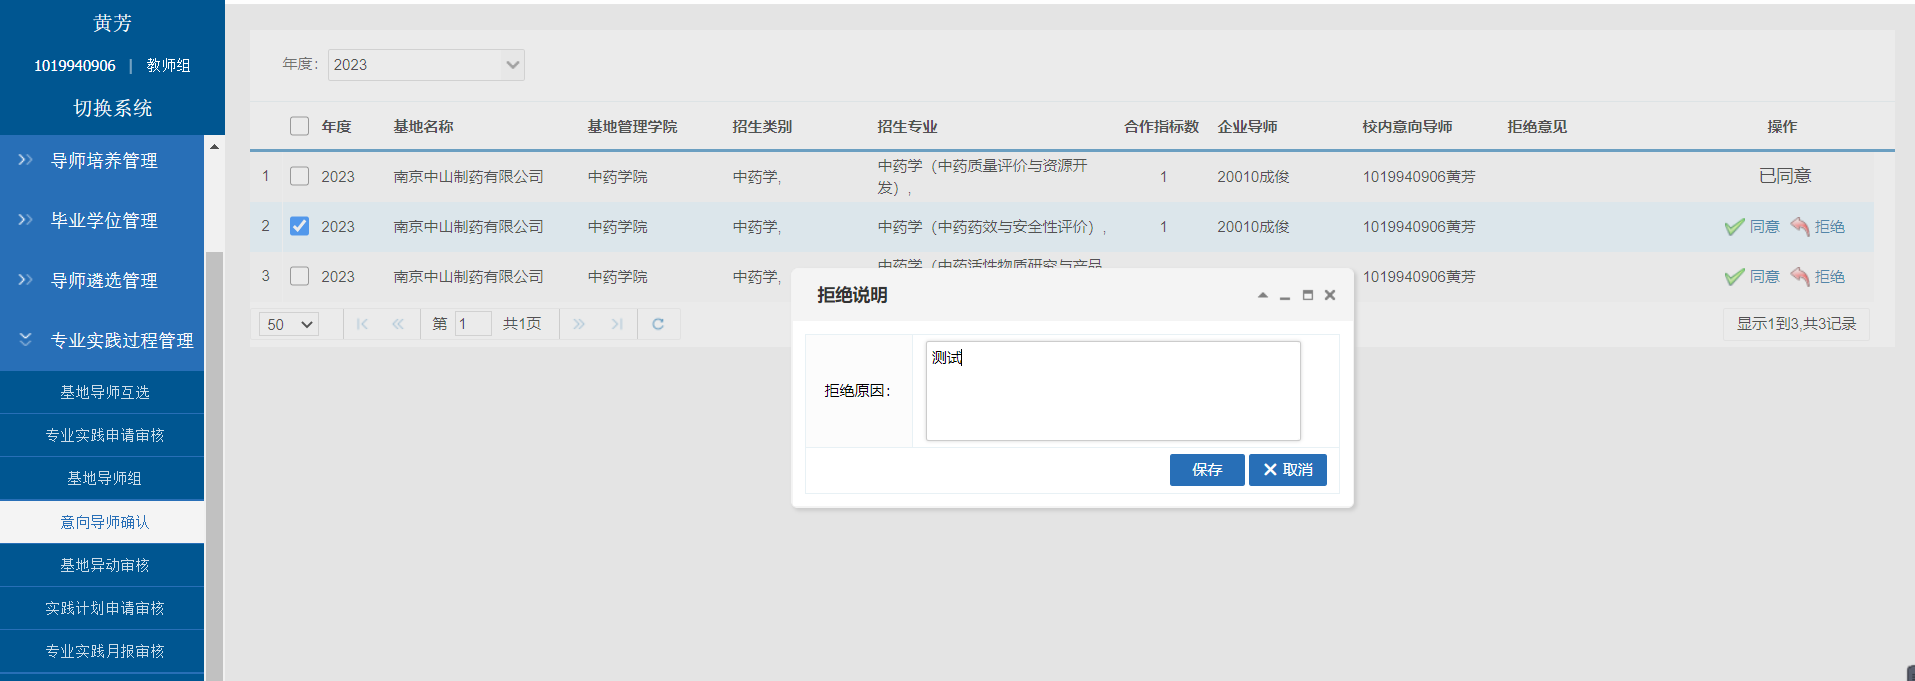 黄芳
1019940906 | 教师组
切换系统
导师培养管理
毕业学位管理
导师遴选管理
专业实践过程管理
基地导师互选
专业实践申请审核
基地导师组
意向导师确认
基地异动审核
实践计划申请审核
专业实践月报审核
年度： 2023
年度 基地名称 基地管理学院 招生类别 招生专业 合作指标数 企业导师 校内意向导师 拒绝意见 操作
1 2023 南京中山制药有限公司 中药学院 中药学, 中药学（中药质量评价与资源开
发）, 1 20010成俊 1019940906黄芳 已同意
2 2023 南京中山制药有限公司 中药学院 中药学, 中药学（中药药效与安全性评价）, 1 20010成俊 1019940906黄芳 同意 拒绝
3 2023 南京中山制药有限公司 中药学院 中药学, 中药学（中药活性物质研究与产品 1019940906黄芳 同意 拒绝
50 第 1 共1页 显示1到3,共3记录
拒绝说明
拒绝原因： 测试
保存 取消